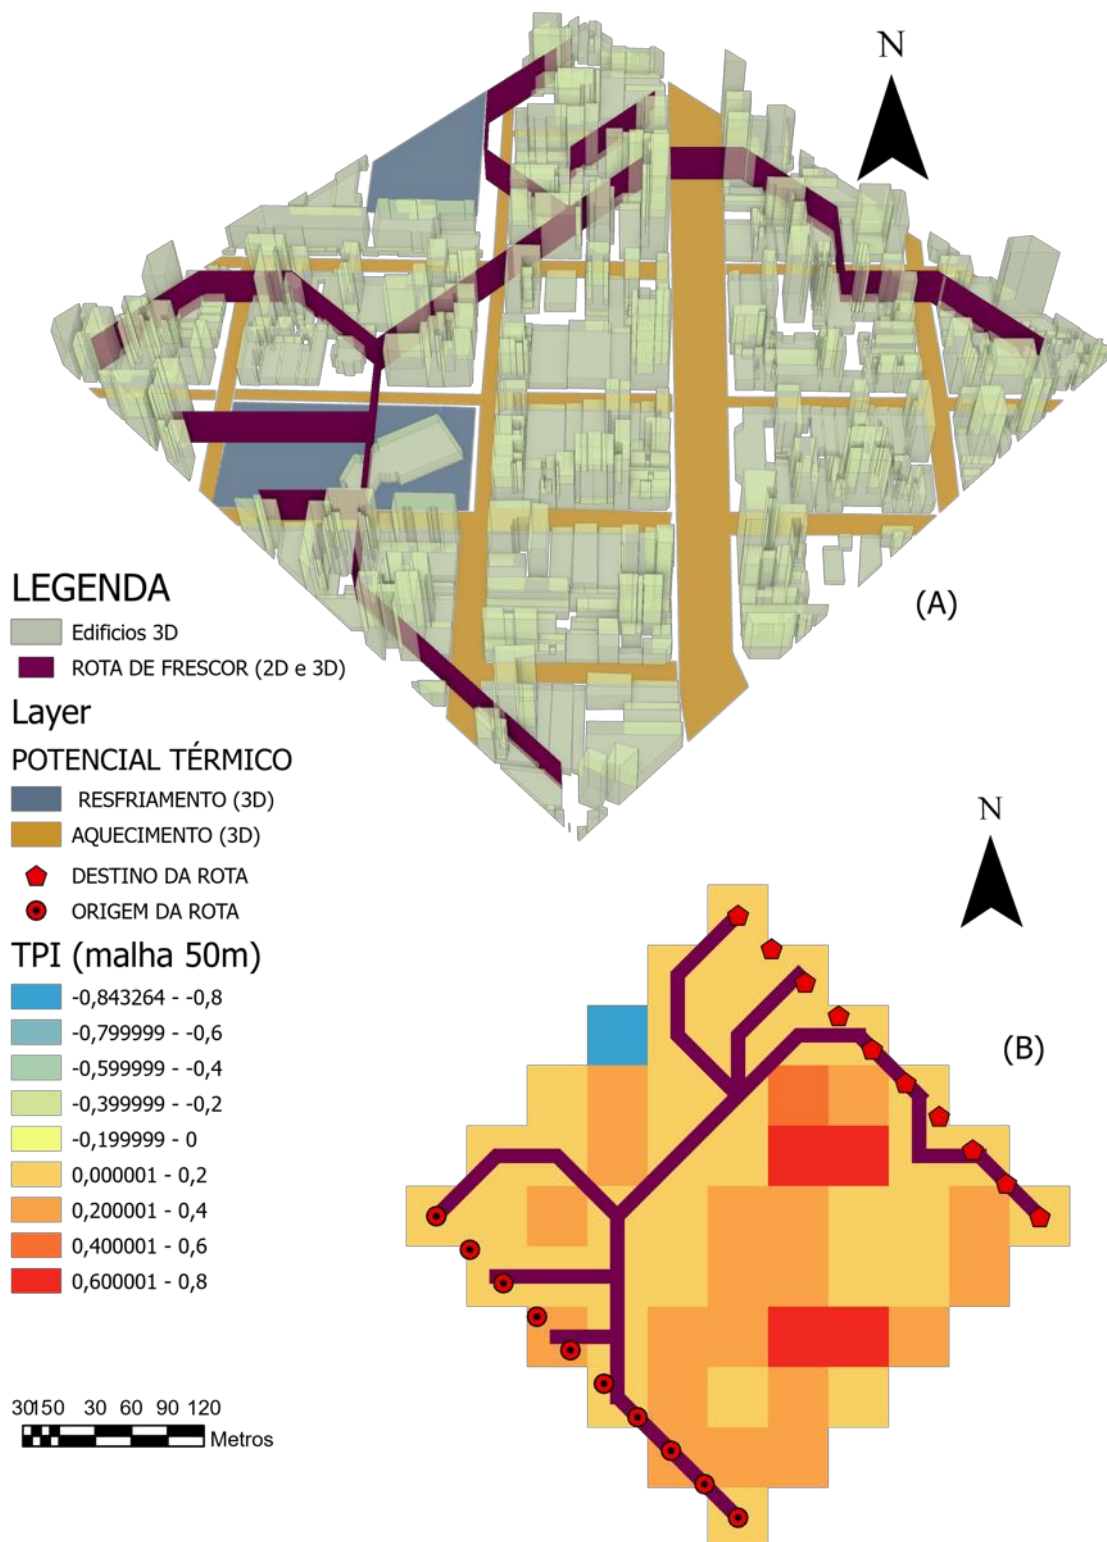 N
(A)
LEGENDA
Edificios 3D
ROTA DE FRESCOR (2D e 3D)
Layer
POTENCIAL TÉRMICO
RESFRIAMENTO (3D)
AQUECIMENTO (3D)
DESTINO DA ROTA
ORIGEM DA ROTA
TPI (malha 50m)
-0,843264 - -0,8
-0,799999 - -0,6
-0,599999 - -0,4
-0,399999 - -0,2
-0,199999 - 0
0,000001 - 0,2
0,200001 - 0,4
0,400001 - 0,6
0,600001 - 0,8
N
(B)
30150 30 60 90 120
Metros